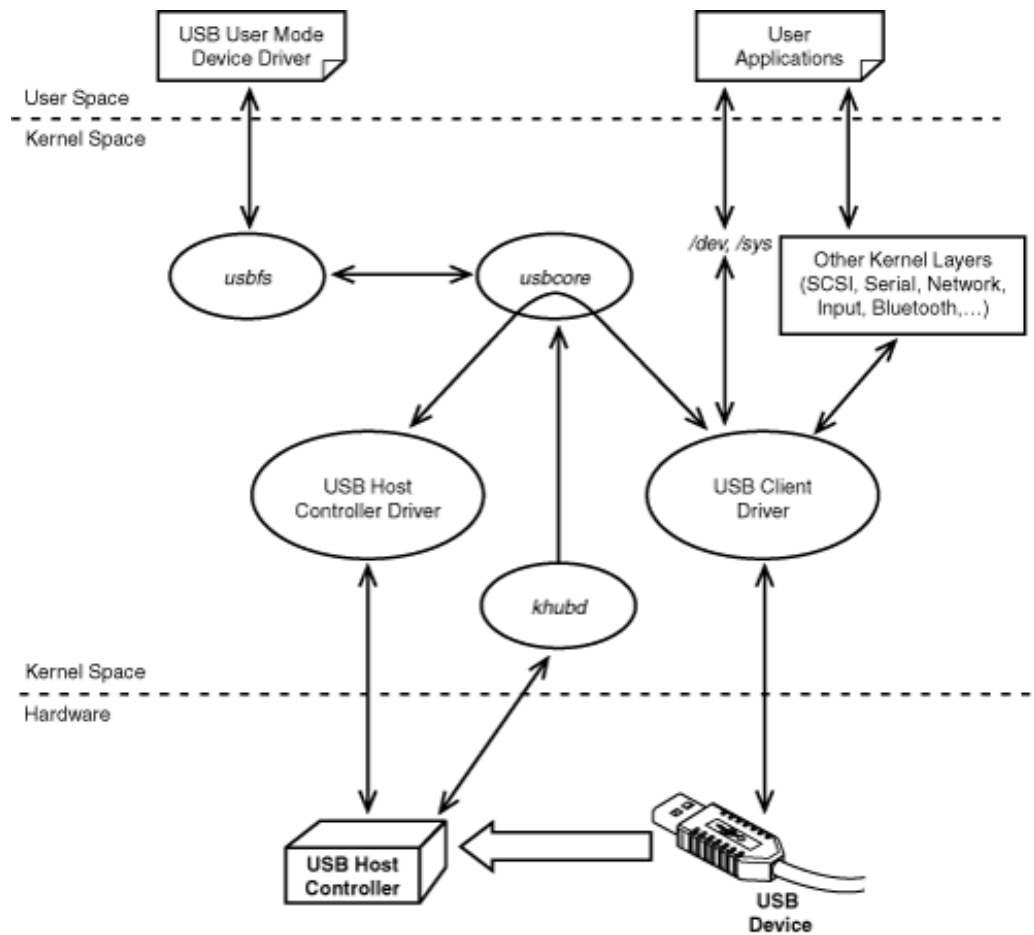 USB User Mode
Device Driver
User
Applications
User Space
Kernel Space
/dev, /sys
usbfs
usbcore
Other Kernel Layers
(SCSI, Serial, Network,
Input, Bluetooth,...)
USB Host
Controller Driver
USB Client
Driver
khubd
Kernel Space
Hardware
USB Host
Controller
USB
Device